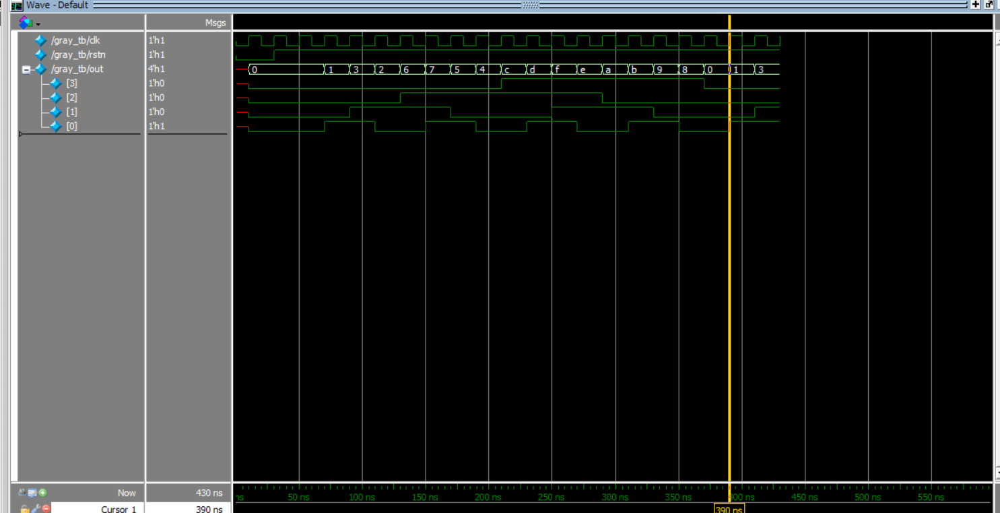 Wave - Default
Msgs
/gray_tb/clk 1'h1
/gray_tb/rstn 1'h1
/gray_tb/out 4'h1 0 1 3 2 6 7 5 4 c d f e a b 9 8 0 1 3
[3] 1'h0
[2] 1'h0
[1] 1'h0
[0] 1'h1
Now 430 ns ns 50 ns 100 ns 150 ns 200 ns 250 ns 300 ns 350 ns 400 ns 450 ns 500 ns 550 ns
Cursor 1 390 ns 390 ns